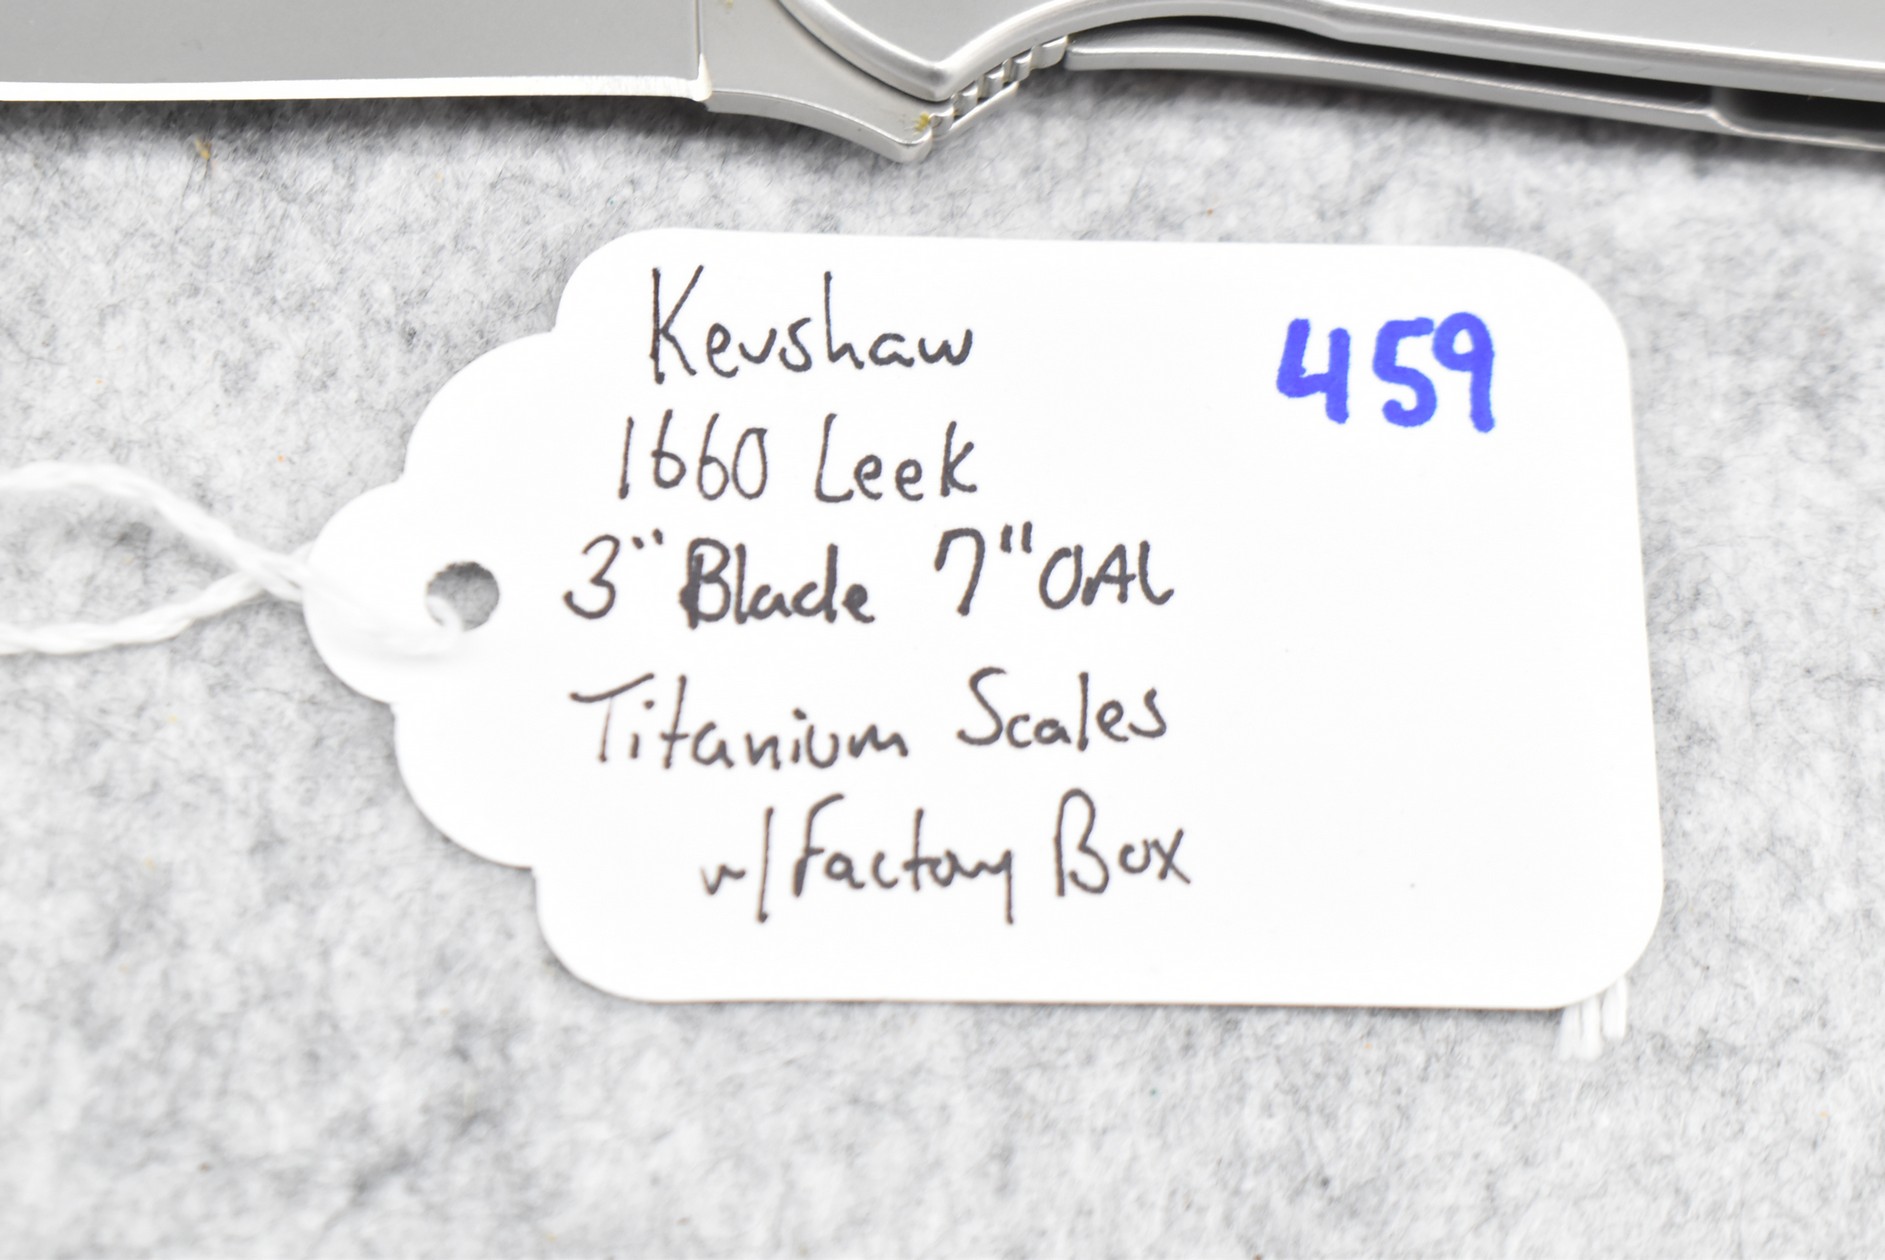 Kershaw
459
1660 Leek
3" Blade 7" OAL
Titanium Scales
w/Factory Box